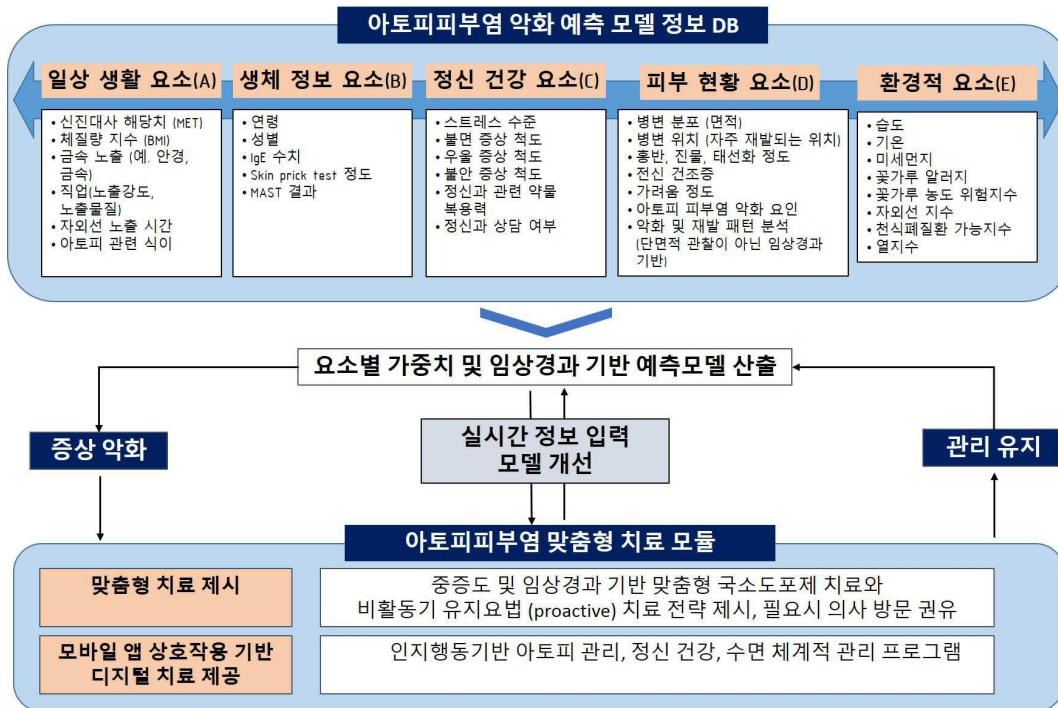 아토피피부염 악화 예측 모델 정보 DB
일상 생활 요소(A)
• 신진대사 해당치 (MET)
• 체질량 지수 (BMI)
• 금속 노출 (예. 안경,
금속)
• 직업(노출강도,
노출물질)
• 자외선 노출 시간
• 아토피 관련 식이
생체 정보 요소(B)
• 연령
• 성별
• IgE 수치
• Skin prick test 정도
• MAST 결과
정신 건강 요소(C)
• 스트레스 수준
• 불면 증상 척도
• 우울 증상 척도
• 불안 증상 척도
• 정신과 관련 약물
복용력
• 정신과 상담 여부
피부 현황 요소(D)
• 병변 분포 (면적)
• 병변 위치 (자주 재발되는 위치)
• 홍반, 진물, 태선화 정도
• 전신 건조증
• 가려움 정도
• 아토피 피부염 악화 요인
• 악화 및 재발 패턴 분석
(단면적 관찰이 아닌 임상경과
기반)
환경적 요소(E)
• 습도
• 기온
• 미세먼지
• 꽃가루 알러지
• 꽃가루 농도 위험지수
• 자외선 지수
• 천식폐질환 가능지수
• 열지수
요소별 가중치 및 임상경과 기반 예측모델 산출
증상 악화
실시간 정보 입력
모델 개선
관리 유지
아토피피부염 맞춤형 치료 모듈
맞춤형 치료 제시
중증도 및 임상경과 기반 맞춤형 국소도포제 치료와
비활동기 유지요법 (proactive) 치료 전략 제시, 필요시 의사 방문 권유
모바일 앱 상호작용 기반
디지털 치료 제공
인지행동기반 아토피 관리, 정신 건강, 수면 체계적 관리 프로그램